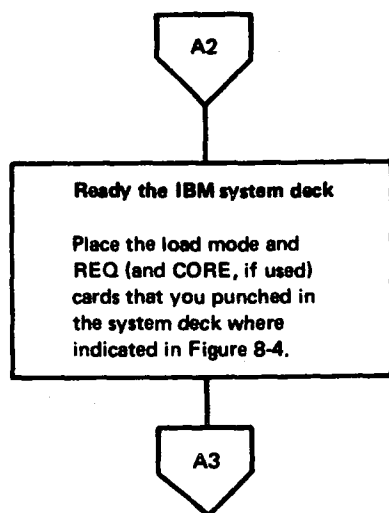 A2
Ready the IBM system deck
Place the load mode and
REQ (and CORE, if used)
cards that you punched in
the system deck where
indicated in Figure 8-4.
A3